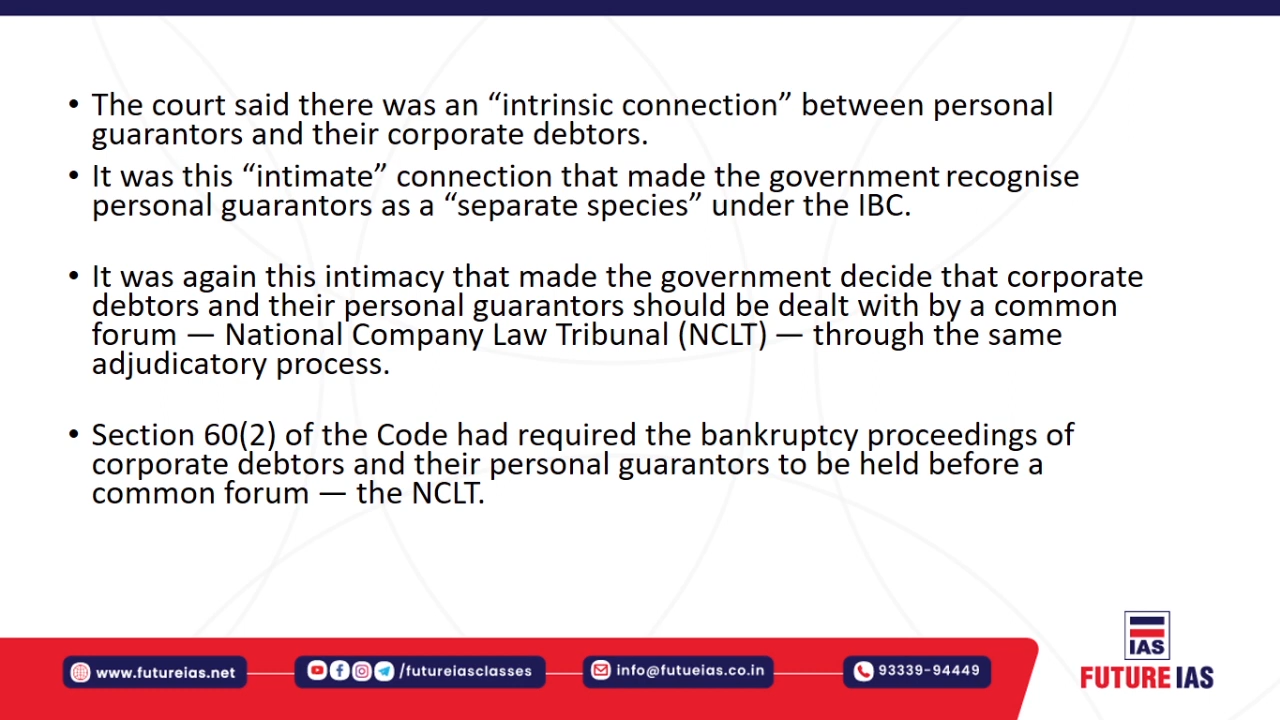 • The court said there was an “intrinsic connection” between personal
guarantors and their corporate debtors.
• It was this “intimate” connection that made the government recognise
personal guarantors as a “separate species” under the IBC.
• It was again this intimacy that made the government decide that corporate
debtors and their personal guarantors should be dealt with by a common
forum — National Company Law Tribunal (NCLT) — through the same
adjudicatory process.
• Section 60(2) of the Code had required the bankruptcy proceedings of
corporate debtors and their personal guarantors to be held before a
common forum — the NCLT.
www.futureias.net
/futureiasclasses
info@futueias.co.in
93339-94449
IAS
FUTURE IAS